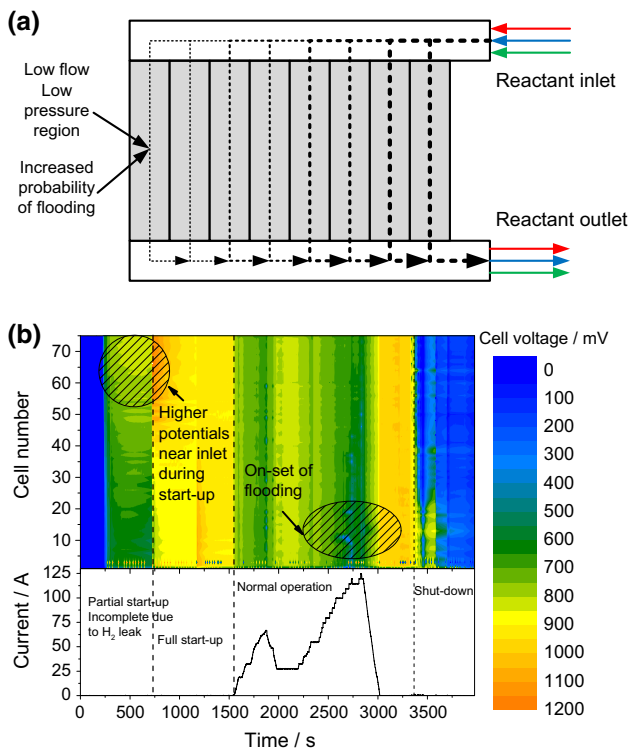 (a)
Low flow
Low
pressure
region
Increased
probability
of flooding
Reactant inlet
Reactant outlet
(b)
Cell voltage / mV
70
60
50
40
30
20
10
Cell number
Higher
potentials
near inlet
during
start-up
On-set of
flooding
0
100
200
300
400
500
600
700
800
900
1000
1100
1200
125
100
75
50
25
0
Current / A
Partial start-up
Incomplete due
to H2 leak
Full start-up
Normal operation
Shut-down
0 500 1000 1500 2000 2500 3000 3500
Time / s